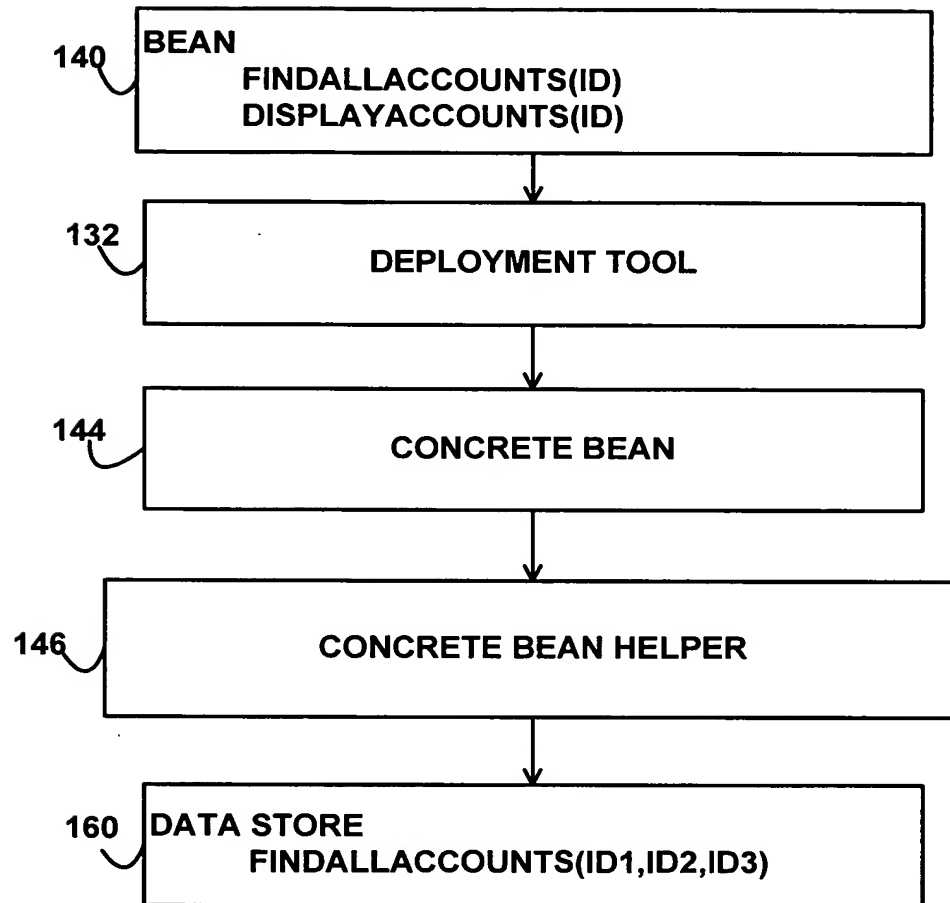 140
BEAN
FINDALLACCOUNTS(ID)
DISPLAYACCOUNTS(ID)
132
DEPLOYMENT TOOL
144
CONCRETE BEAN
146
CONCRETE BEAN HELPER
160
DATA STORE
FINDALLACCOUNTS(ID1,ID2,ID3)